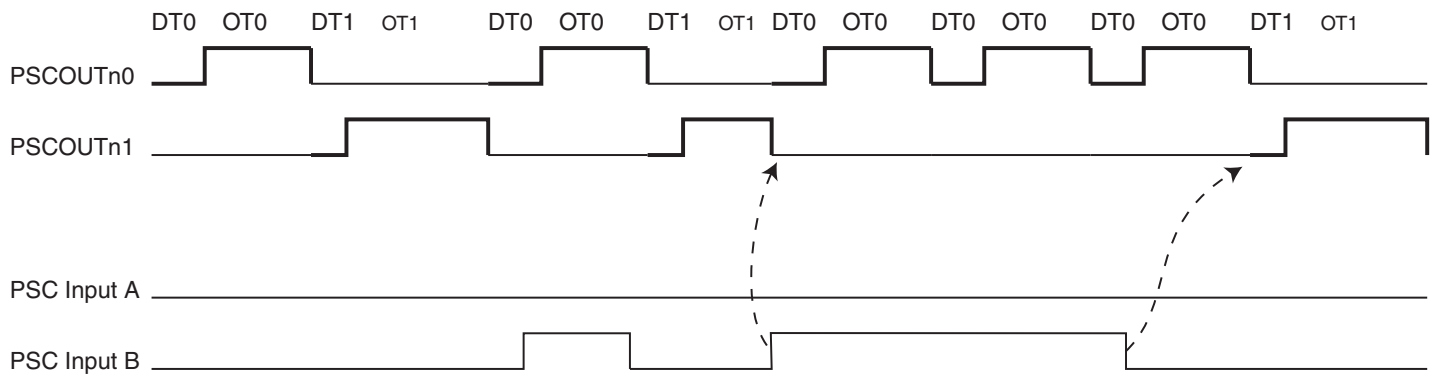 DT0 OT0 DT1 OT1 DT0 OT0 DT1 OT1 DT0 OT0 DT0 OT0 DT0 OT0 DT1 OT1
PSCOUTn0
PSCOUTn1
PSC Input A
PSC Input B